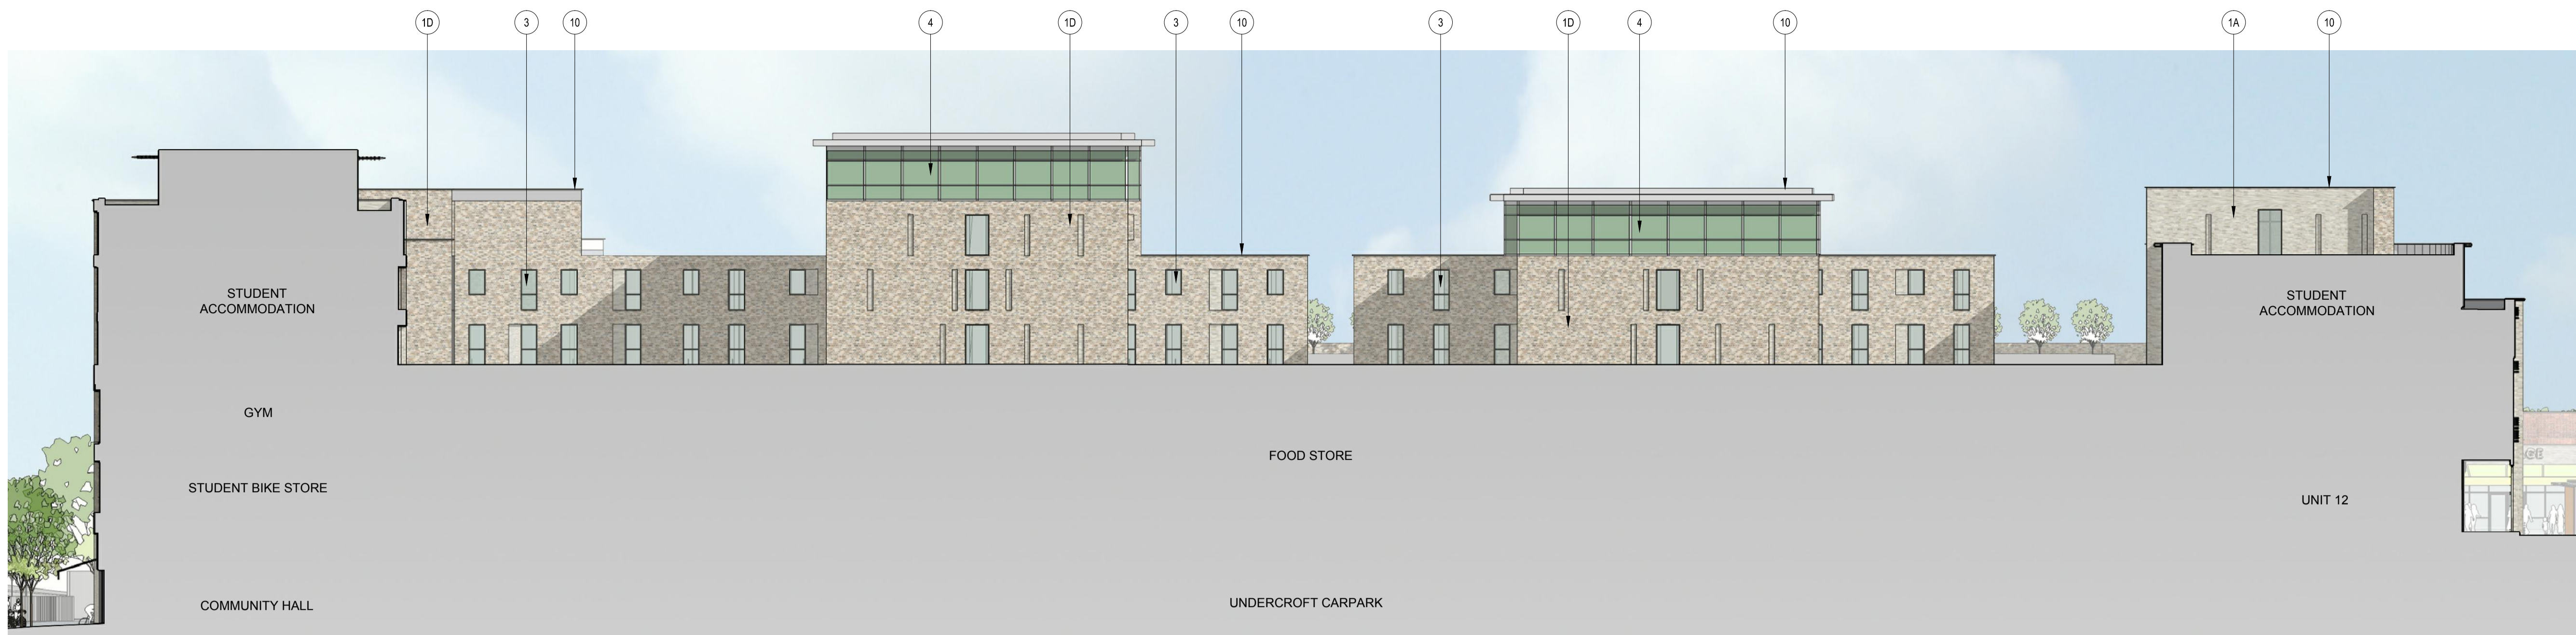 1D
3
10
4
1D
3
10
3
1D
4
10
1A
10
STUDENT
ACCOMMODATION
STUDENT
ACCOMMODATION
GYM
FOOD STORE
GE
STUDENT BIKE STORE
UNIT 12
COMMUNITY HALL
UNDERCROFT CARPARK